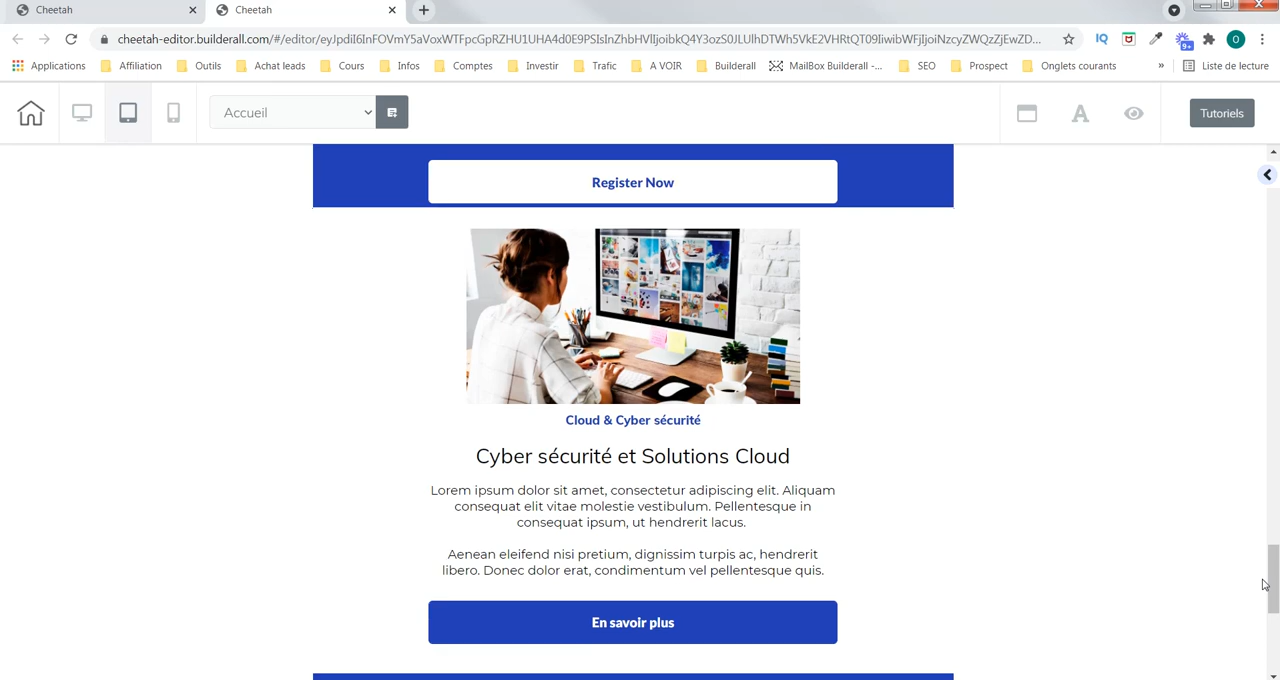 Cheetah
Cheetah
cheetah-editor.builderall.com/#/editor/eyJpdiI6InFOVmY5aVoxWTFpcGpRZHU1UHA4d0E9PSIsInZhbHVlIjoibkQ4Y3ozS0JLUlhDTWh5VkE2VHRtQT09IiwibWFjIjoiNzcyZWQzZjEwZD...
IQ
9+
O
Applications
Affiliation
Outils
Achat leads
Cours
Infos
Comptes
Investir
Trafic
A VOIR
Builderall
MailBox Builderall -...
SEO
Prospect
Onglets courants
»
Liste de lecture
Accueil
A
Tutoriels
Register Now
Cloud & Cyber sécurité
Cyber sécurité et Solutions Cloud
Lorem ipsum dolor sit amet, consectetur adipiscing elit. Aliquam
consequat elit vitae molestie vestibulum. Pellentesque in
consequat ipsum, ut hendrerit lacus.
Aenean eleifend nisi pretium, dignissim turpis ac, hendrerit
libero. Donec dolor erat, condimentum vel pellentesque quis.
En savoir plus